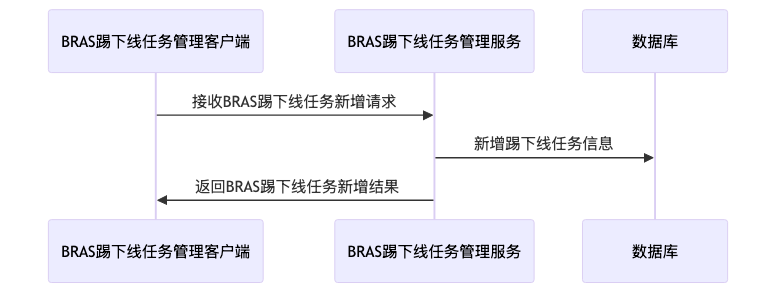 BRAS踢下线任务管理客户端
BRAS踢下线任务管理服务
数据库
接收BRAS踢下线任务新增请求
新增踢下线任务信息
返回BRAS踢下线任务新增结果
BRAS踢下线任务管理客户端
BRAS踢下线任务管理服务
数据库